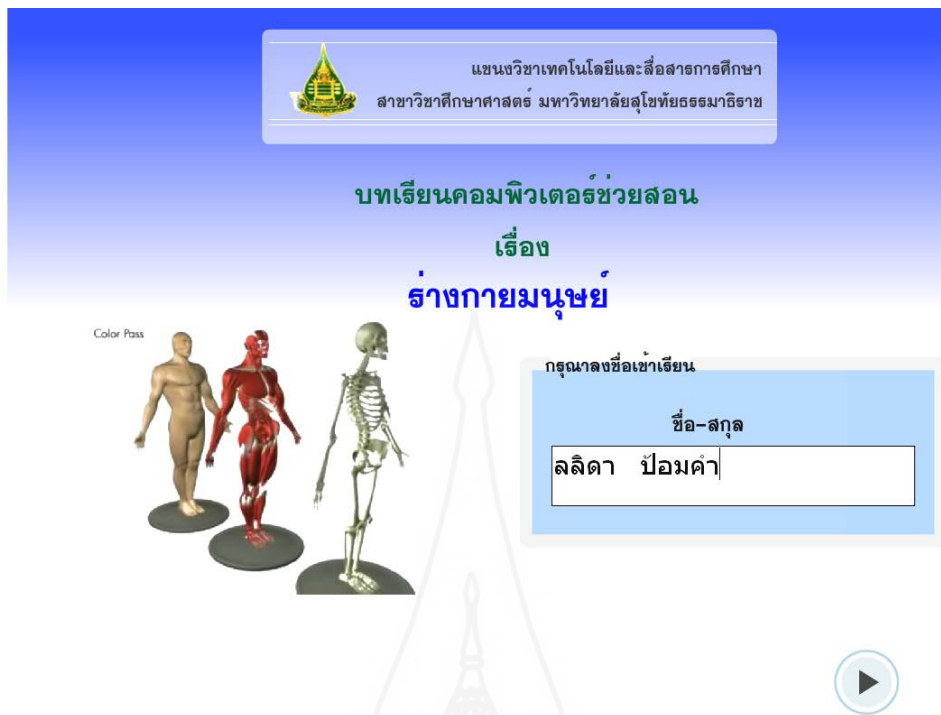 แขนงวิชาเทคโนโลยีและสื่อสารการศึกษา
สาขาวิชาศึกษาศาสตร์ มหาวิทยาลัยสุโขทัยธรรมาธิราช
บทเรียนคอมพิวเตอร์ช่วยสอน
เรื่อง
ร่างกายมนุษย์
Color Pass
กรุณาลงชื่อเข้าเรียน
ชื่อ-สกุล
ลลิดา ป้อมคำ